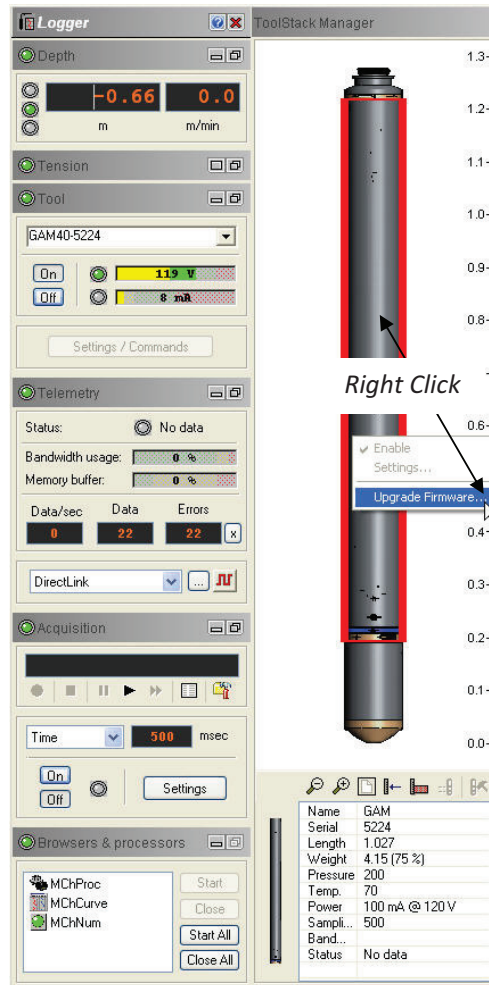 Logger
ToolStack Manager
Depth
-0.66 0.0
m m/min
Tension
Tool
GAM40-5224
On 119 V
Off 8 mA
Settings / Commands
Telemetry
Status: No data
Bandwidth usage: 0 %
Memory buffer: 0 %
Data/sec Data Errors
0 22 22 x
DirectLink ...
Acquisition
Time 500 msec
On
Off
Settings
Browsers & processors
MChProc
MChCurve
MChNum
Start
Close
Start All
Close All
1.3-
1.2-
1.1-
1.0-
0.9-
0.8-
Right Click
0.6-
Enable
Settings...
Upgrade Firmware...
0.4-
0.3-
0.2-
0.1-
0.0-
Name GAM
Serial 5224
Length 1.027
Weight 4.15 (75 %)
Pressure 200
Temp. 70
Power 100 mA @ 120 V
Sampli... 500
Band...
Status No data